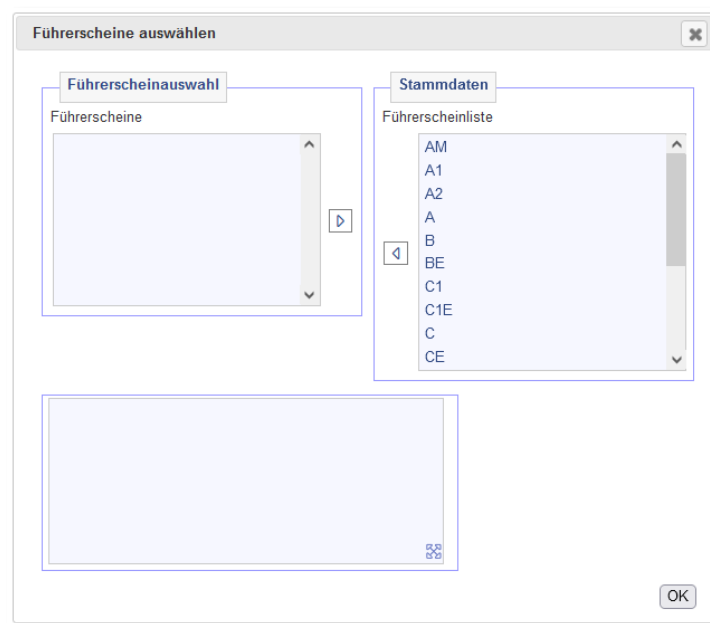 Führerscheine auswählen
Führerscheinauswahl
Führerscheine
Stammdaten
Führerscheinliste
AM
A1
A2
A
B
BE
C1
C1E
C
CE
OK